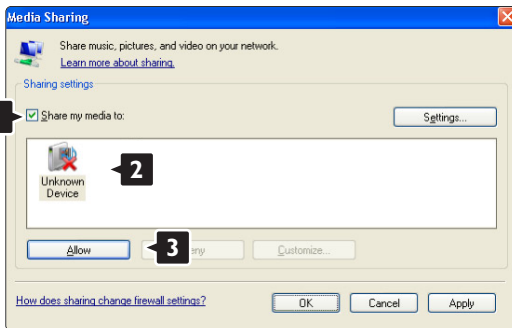 Media Sharing
Share music, pictures, and video on your network.
Learn more about sharing.
Sharing settings
Share my media to:
Settings...
2
Unknown
Device
Allow
3
Customize...
How does sharing change firewall settings?
OK
Cancel
Apply